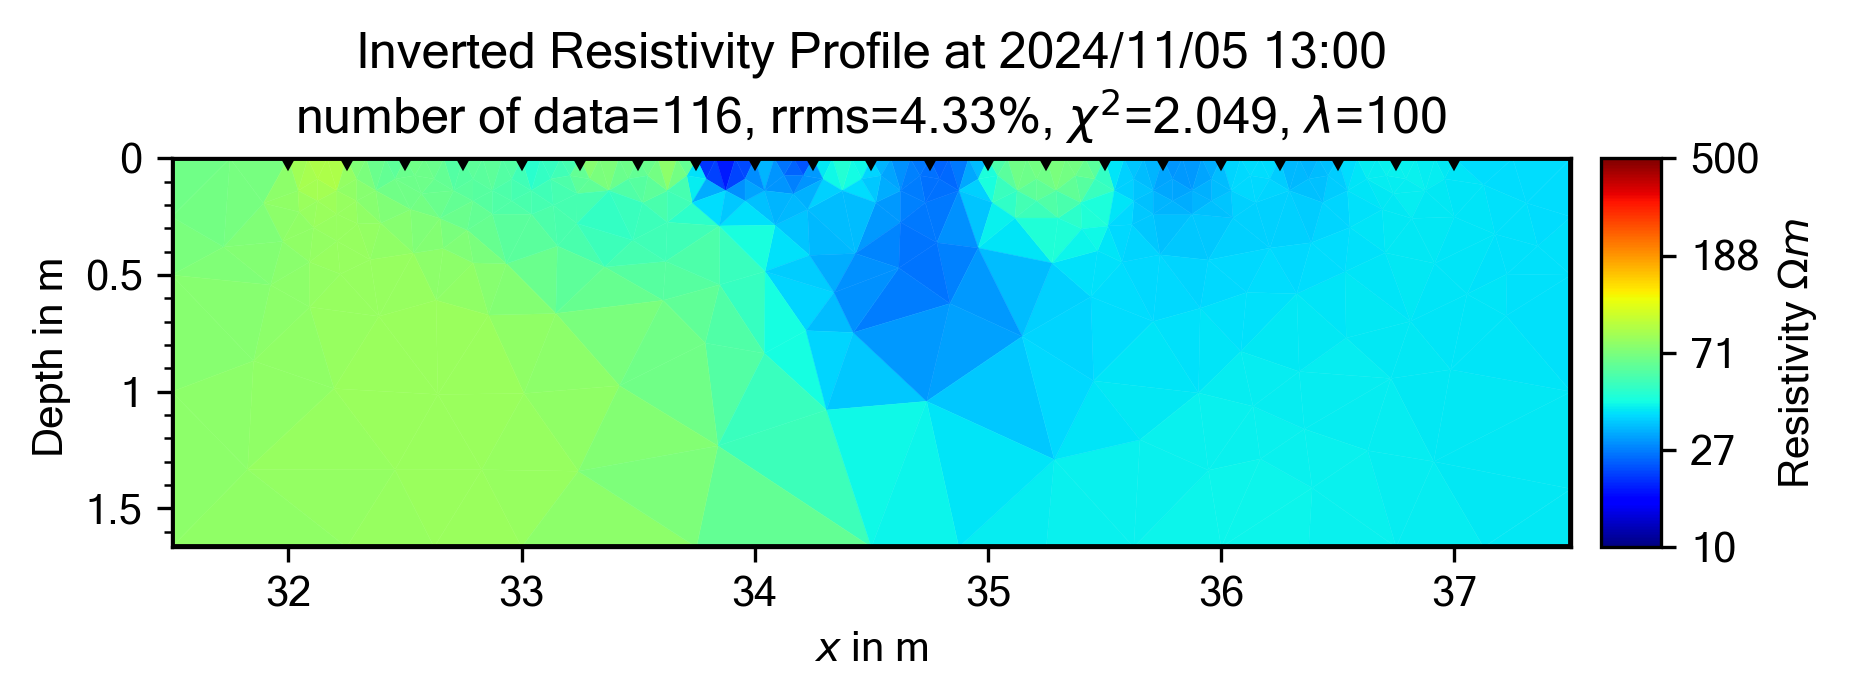 Inverted Resistivity Profile at 2024/11/05 13:00
number of data=116, rrms=4.33%, χ²=2.049, λ=100
0
0.5
1
1.5
Depth in m
32 33 34 35 36 37
x in m
500
188
71
27
10
Resistivity Ωm